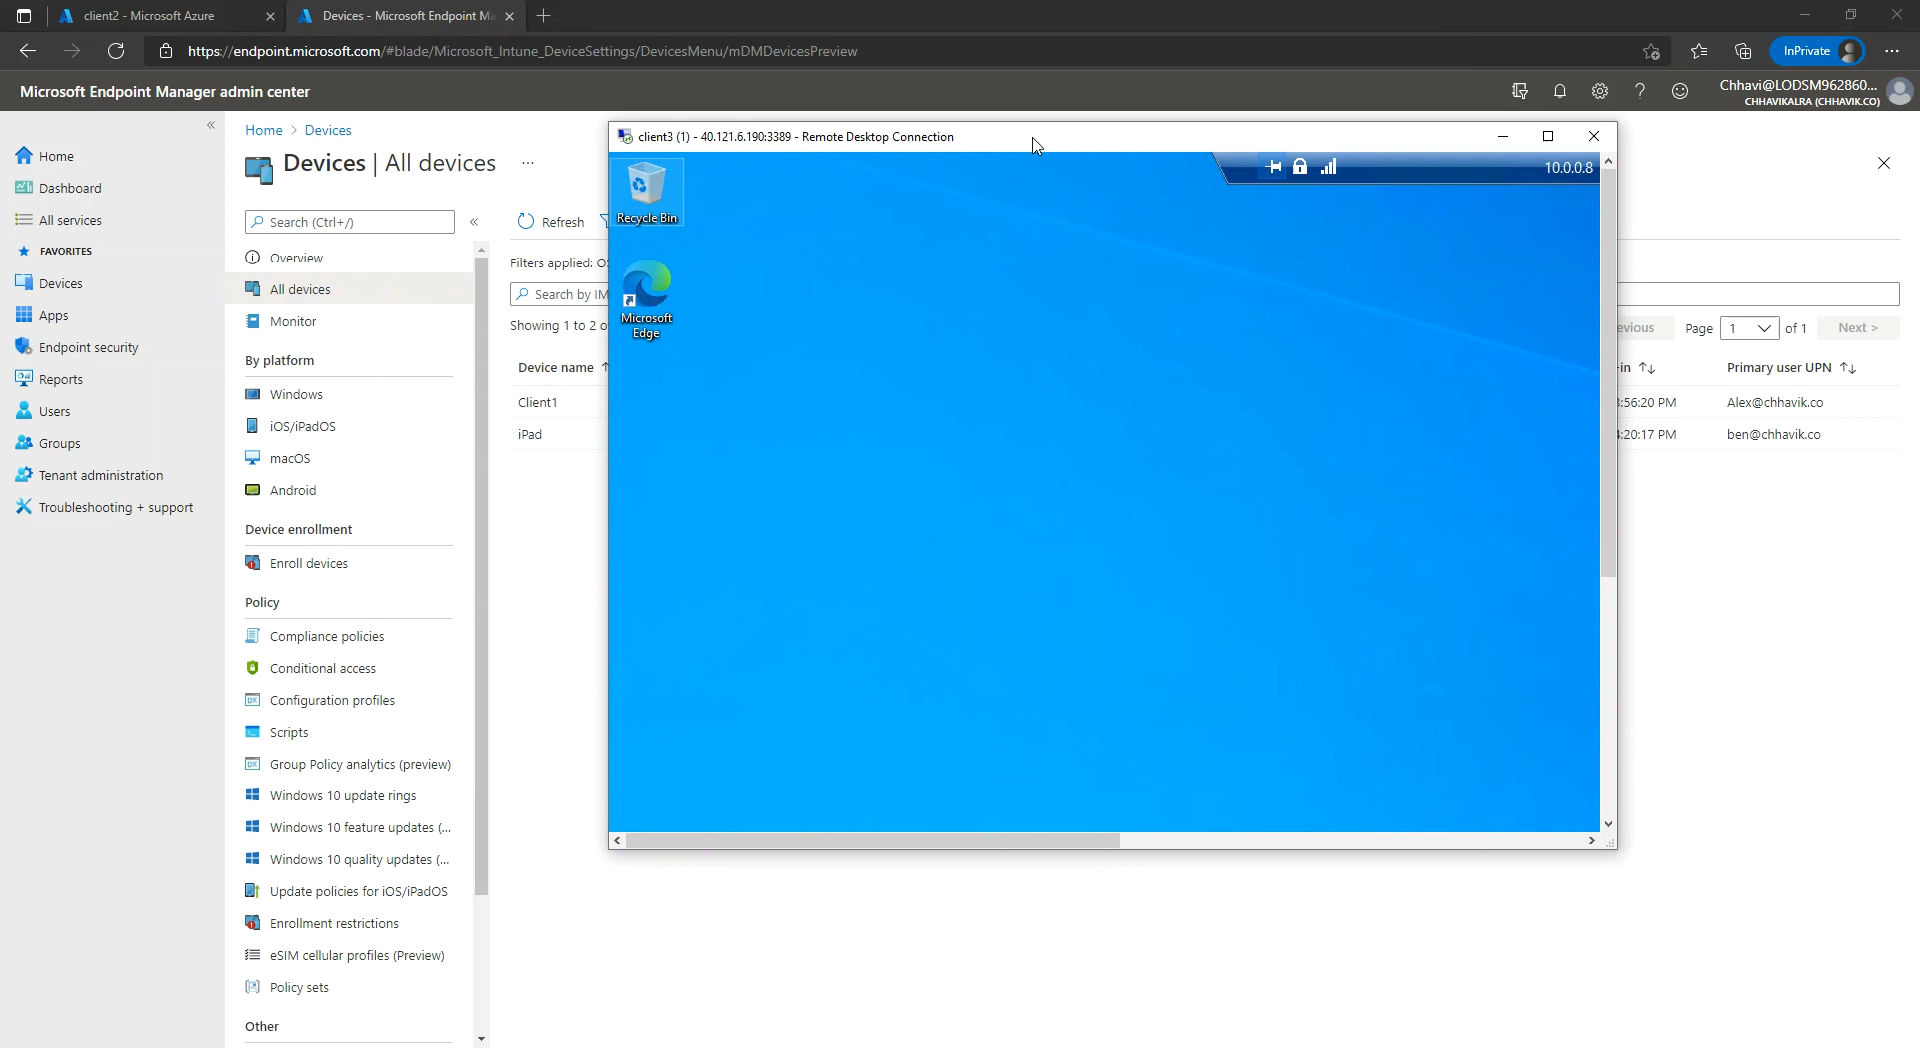 client2 - Microsoft Azure
Devices - Microsoft Endpoint Ma
https://endpoint.microsoft.com/#blade/Microsoft_Intune_DeviceSettings/DevicesMenu/mDMDevicesPreview
InPrivate
Microsoft Endpoint Manager admin center
Chhavi@LODSM962860...
CHHAVIKALRA (CHHAVIK.CO)
Home
Dashboard
All services
FAVORITES
Devices
Apps
Endpoint security
Reports
Users
Groups
Tenant administration
Troubleshooting + support
Home > Devices
Devices | All devices ...
Search (Ctrl+/)
Overview
All devices
Monitor
By platform
Windows
iOS/iPadOS
macOS
Android
Device enrollment
Enroll devices
Policy
Compliance policies
Conditional access
Configuration profiles
Scripts
Group Policy analytics (preview)
Windows 10 update rings
Windows 10 feature updates (...
Windows 10 quality updates (...
Update policies for iOS/iPadOS
Enrollment restrictions
eSIM cellular profiles (Preview)
Policy sets
Other
Refresh
Filters applied: OS
Search by IM
Showing 1 to 2 o
Device name
Client1
iPad
client3 (1) - 40.121.6.190:3389 - Remote Desktop Connection
10.0.0.8
Recycle Bin
Microsoft
Edge
evious Page 1 of 1 Next >
-in Primary user UPN
:56:20 PM Alex@chhavik.co
:20:17 PM ben@chhavik.co